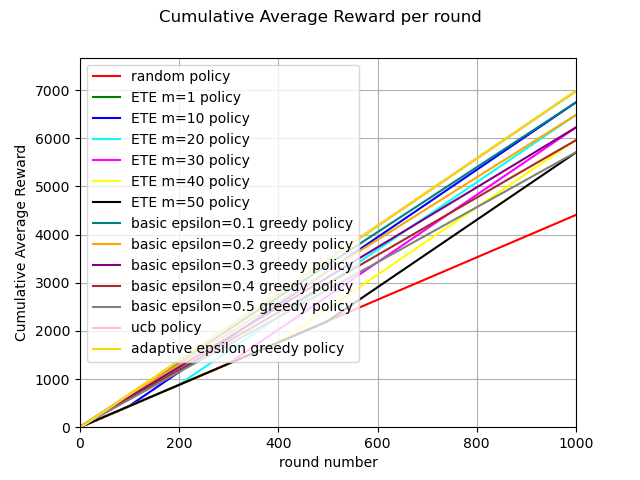 Cumulative Average Reward per round
Cumulative Average Reward
7000
6000
5000
4000
3000
2000
1000
0
random policy
ETE m=1 policy
ETE m=10 policy
ETE m=20 policy
ETE m=30 policy
ETE m=40 policy
ETE m=50 policy
basic epsilon=0.1 greedy policy
basic epsilon=0.2 greedy policy
basic epsilon=0.3 greedy policy
basic epsilon=0.4 greedy policy
basic epsilon=0.5 greedy policy
ucb policy
adaptive epsilon greedy policy
0 200 400 600 800 1000
round number